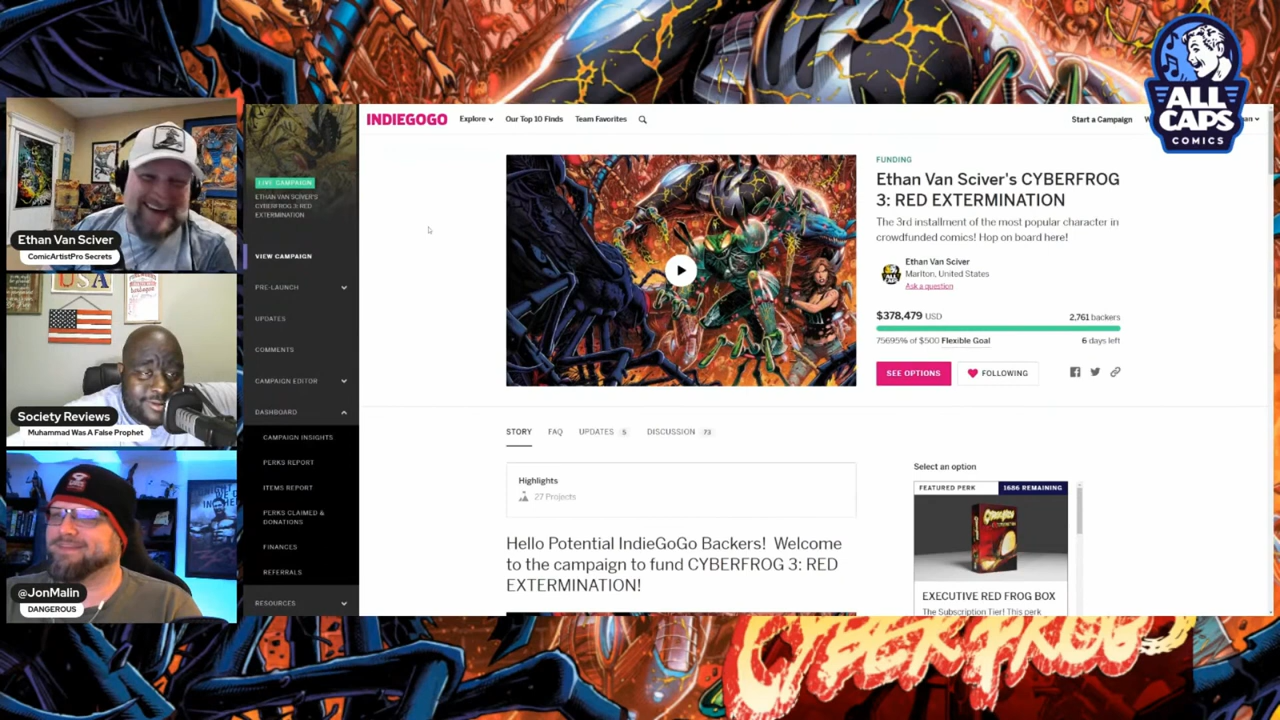 ALL
CAPS
COMICS
Ethan Van Sciver
ComicArtistPro Secrets
USA
Society Reviews
Muhammad Was A False Prophet
@JonMalin
DANGEROUS
LIVE CAMPAIGN
ETHAN VAN SCIVER'S
CYBERFROG 3: RED
EXTERMINATION
VIEW CAMPAIGN
PRE-LAUNCH
UPDATES
COMMENTS
CAMPAIGN EDITOR
DASHBOARD
CAMPAIGN INSIGHTS
PERKS REPORT
ITEMS REPORT
PERKS CLAIMED &
DONATIONS
FINANCES
REFERRALS
RESOURCES
INDIEGOGO
Explore
Our Top 10 Finds
Team Favorites
Start a Campaign
FUNDING
Ethan Van Sciver's CYBERFROG
3: RED EXTERMINATION
The 3rd installment of the most popular character in
crowdfunded comics! Hop on board here!
Ethan Van Sciver
Marlton, United States
Ask a question
$378,479 USD
2,761 backers
75695% of $500 Flexible Goal
6 days left
SEE OPTIONS
FOLLOWING
STORY
FAQ
UPDATES 5
DISCUSSION 73
Highlights
27 Projects
Hello Potential IndieGoGo Backers! Welcome
to the campaign to fund CYBERFROG 3: RED
EXTERMINATION!
Select an option
FEATURED PERK
1686 REMAINING
CYBERFROG
EXECUTIVE RED FROG BOX
The Subscription Tier! This perk
CYBERFROG